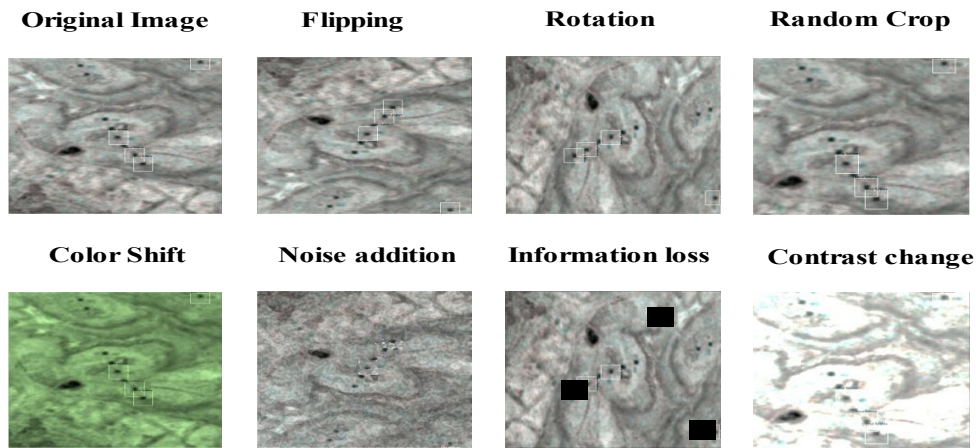 Original Image
Flipping
Rotation
Random Crop
Color Shift
Noise addition
Information loss
Contrast change